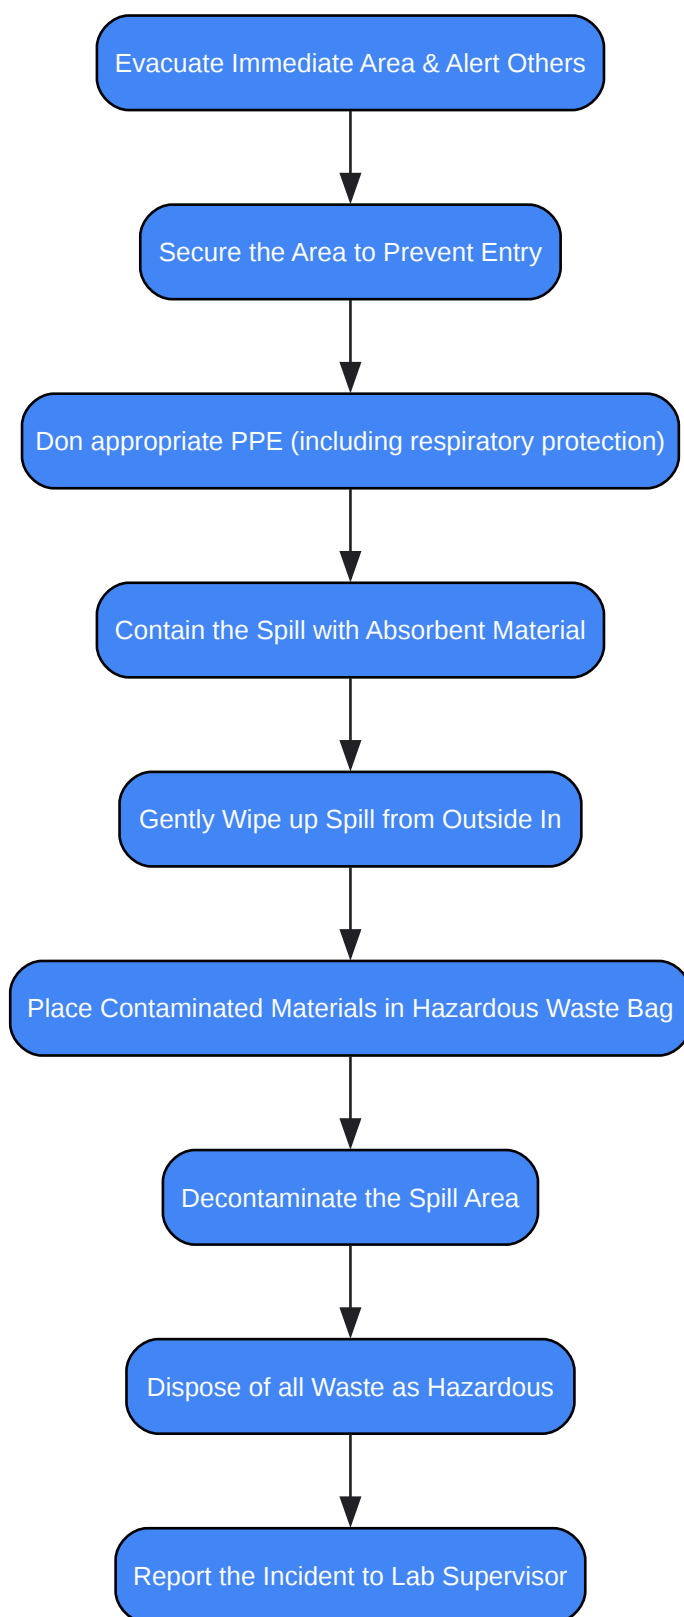 Evacuate Immediate Area & Alert Others
Secure the Area to Prevent Entry
Don appropriate PPE (including respiratory protection)
Contain the Spill with Absorbent Material
Gently Wipe up Spill from Outside In
Place Contaminated Materials in Hazardous Waste Bag
Decontaminate the Spill Area
Dispose of all Waste as Hazardous
Report the Incident to Lab Supervisor